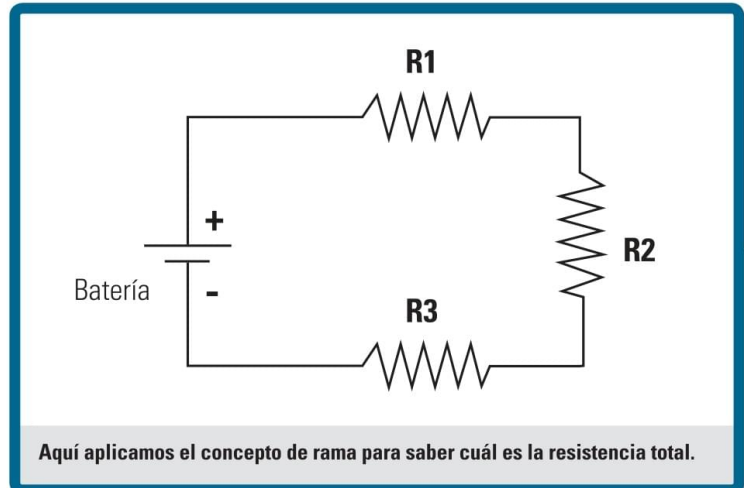 R1
+
R2
Batería
-
R3
Aquí aplicamos el concepto de rama para saber cuál es la resistencia total.